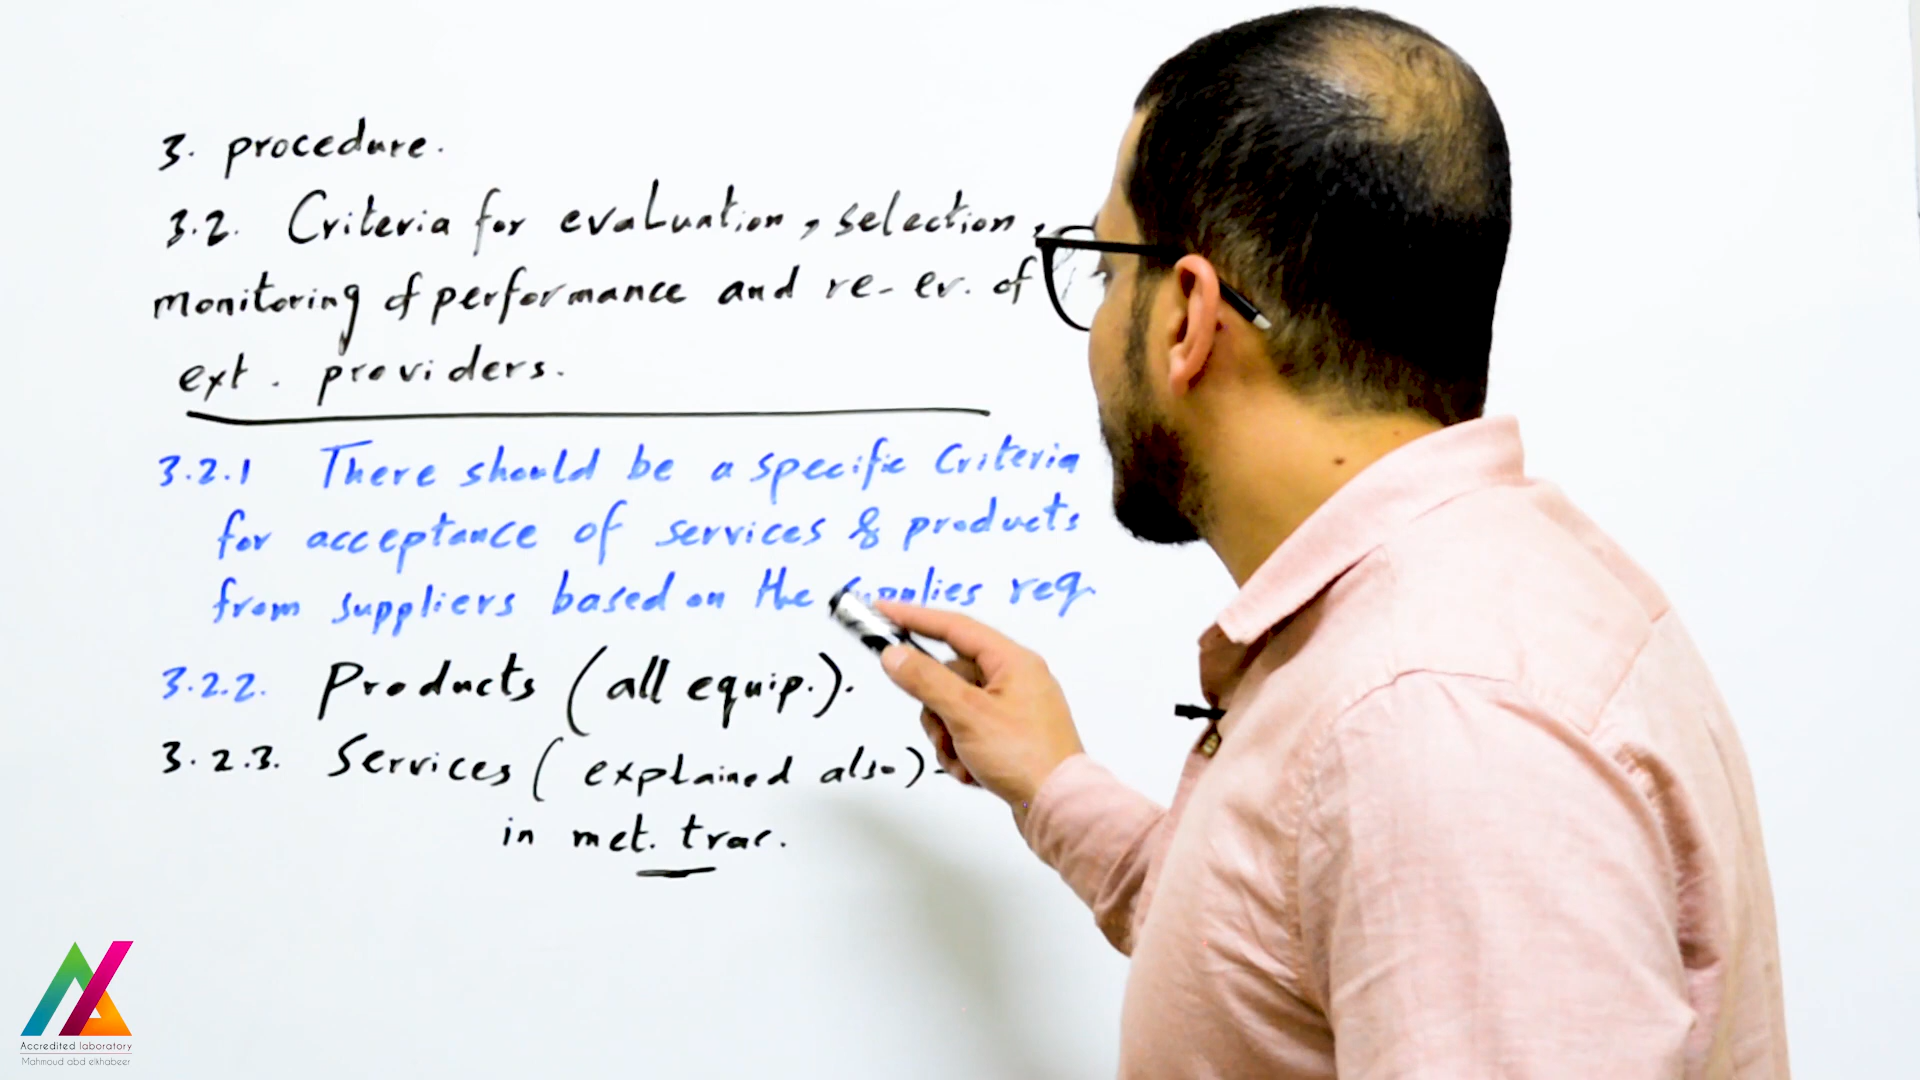 3. procedure.
3.2. Criteria for evaluation, selection,
monitoring of performance and re-ev. of
ext. providers.
3.2.1 There should be a specific Criteria
for acceptance of services & products
from suppliers based on the supplies req.
3.2.2. Products (all equip.).
3.2.3. Services (explained also)-
in met. trac.
Accredited laboratory
Mahmoud abd elkhabeer